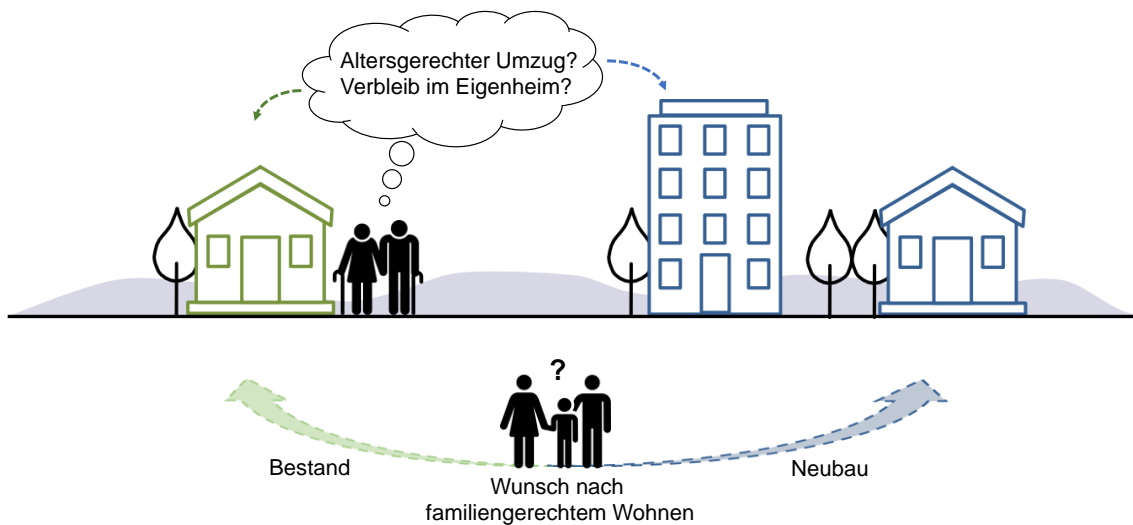 Altersgerechter Umzug?
Verbleib im Eigenheim?
?
Bestand
Neubau
Wunsch nach
familiengerechtem Wohnen